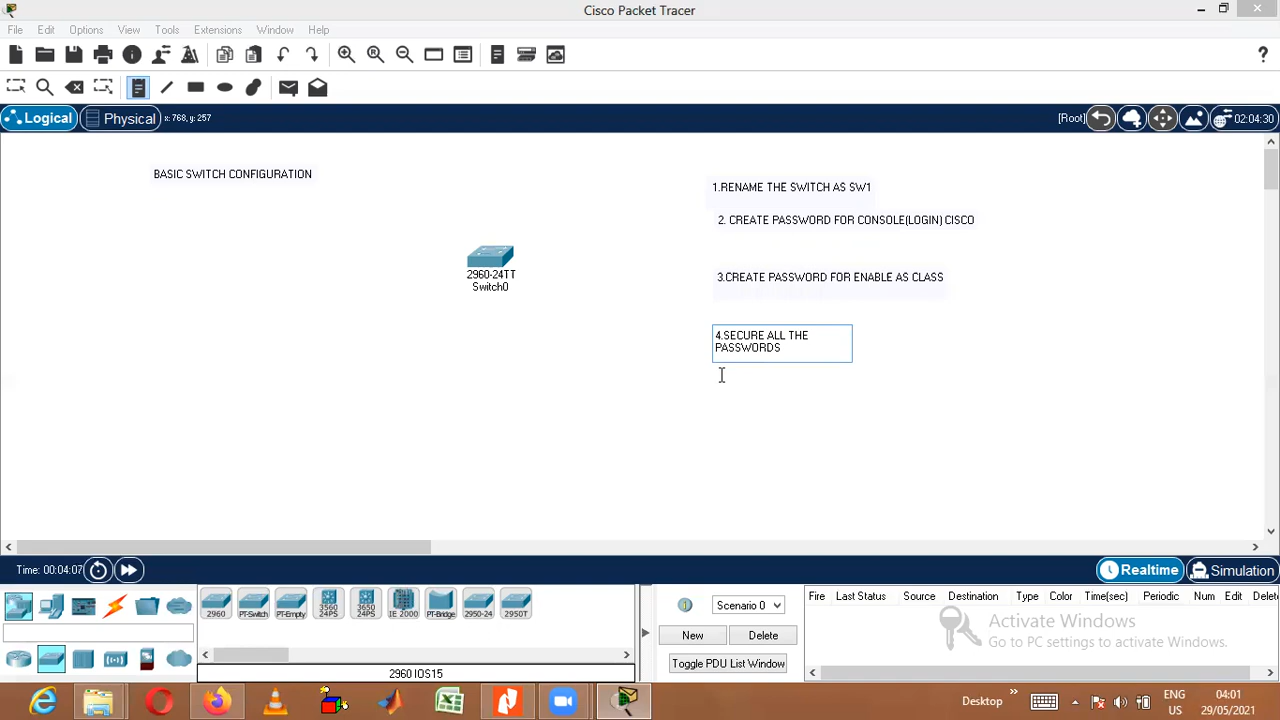 Cisco Packet Tracer
File Edit Options View Tools Extensions Window Help
Logical Physical x: 768, y: 257 [Root] 02:04:30
BASIC SWITCH CONFIGURATION
1.RENAME THE SWITCH AS SW1
2. CREATE PASSWORD FOR CONSOLE(LOGIN) CISCO
2960-24TT
Switch0
3.CREATE PASSWORD FOR ENABLE AS CLASS
4.SECURE ALL THE
PASSWORDS
Time: 00:04:07 Realtime Simulation
2960 PT-Switch PT-Empty 3560 24PS 3650 24PS IE 2000 PT-Bridge 2950-24 2950T
Scenario 0
Fire Last Status Source Destination Type Color Time(sec) Periodic Num Edit Delete
New Delete
Toggle PDU List Window
2960 IOS15
Activate Windows
Go to PC settings to activate Windows.
Desktop
ENG
US
04:01
29/05/2021